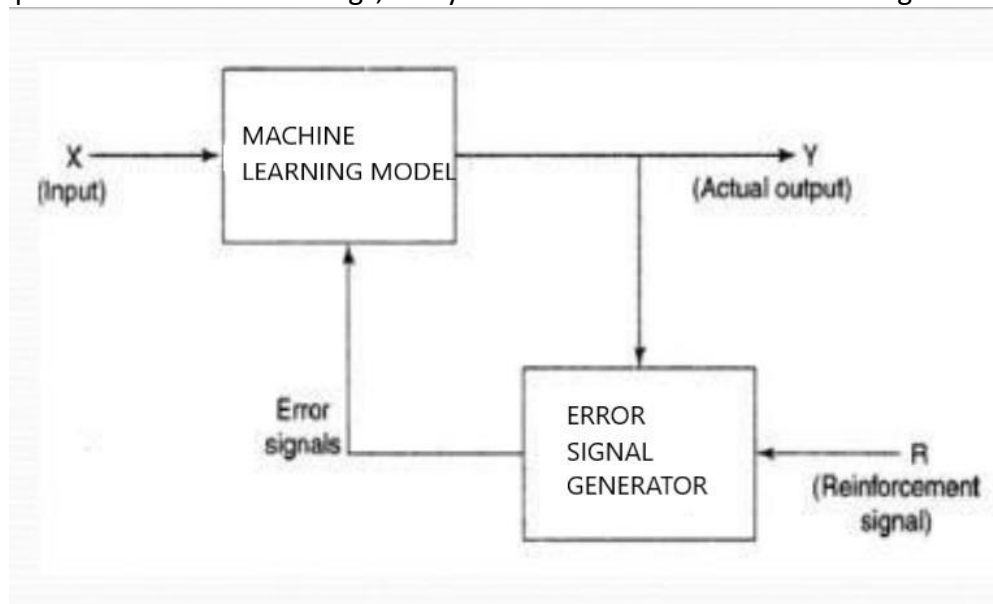 MACHINE
LEARNING MODEL
X
(Input)
Y
(Actual output)
Error
signals
ERROR
SIGNAL
GENERATOR
R
(Reinforcement
signal)